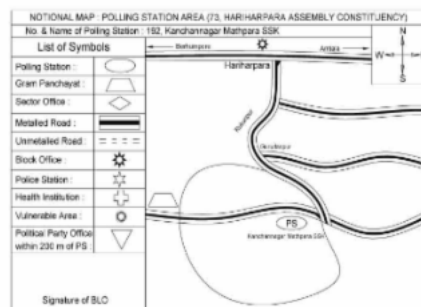 NOTIONAL MAP : POLLING STATION AREA (73, HARIHARPARA ASSEMBLY CONSTITUENCY)
No. & Name of Polling Station : 192, Kanchannagar Mathpara SSK
List of Symbols
Polling Station :
Gram Panchayat :
Sector Office :
Metalled Road :
Unmetalled Road :
Block Office :
Police Station :
Health Institution :
Vulnerable Area :
Political Party Office
within 200 m of PS :
Signature of BLO
N
W
S
Hariharpara
PS
Kanchannagar Mathpara SSK